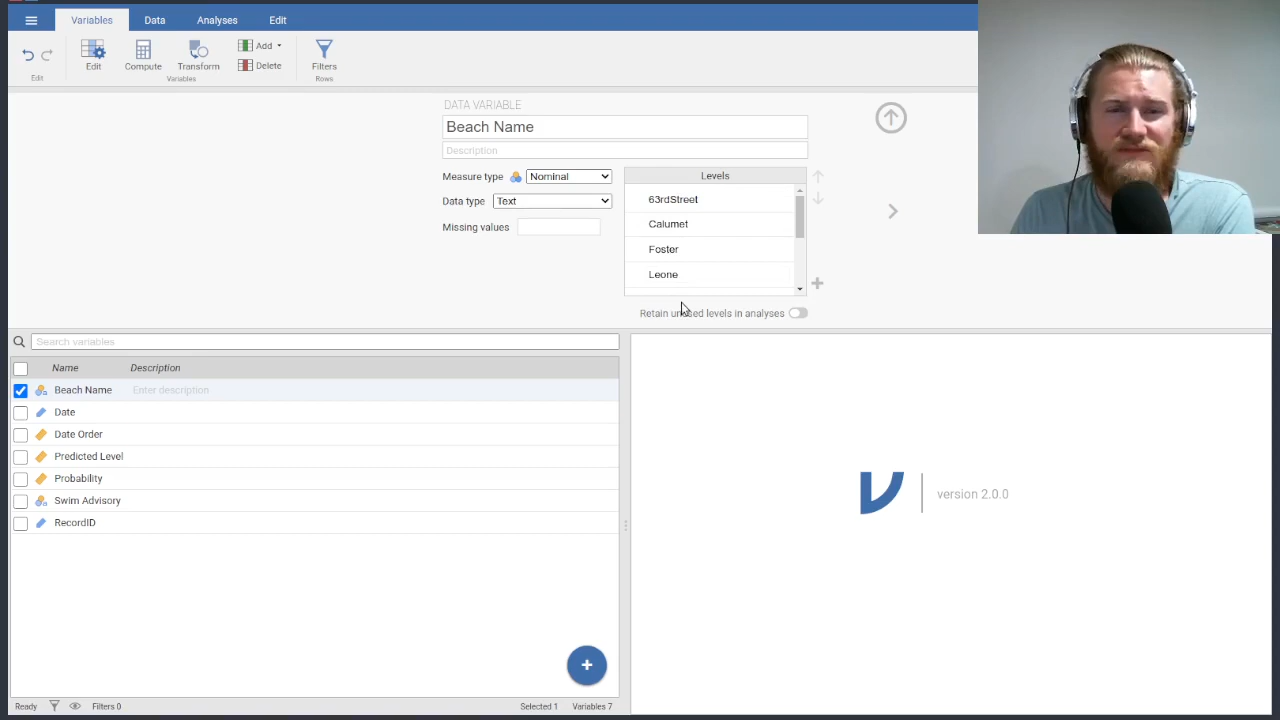 Variables
Data
Analyses
Edit
Edit
Compute
Transform
Add
Delete
Filters
Edit
Variables
Rows
DATA VARIABLE
Beach Name
Description
Measure type
Nominal
Data type
Text
Missing values
Levels
63rdStreet
Calumet
Foster
Leone
Retain unused levels in analyses
Search variables
Name
Description
Beach Name
Enter description
Date
Date Order
Predicted Level
Probability
Swim Advisory
RecordID
version 2.0.0
Ready
Filters 0
Selected 1
Variables 7